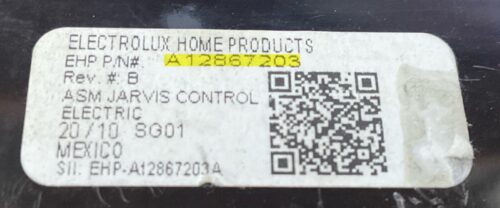 ELECTROLUX HOME PRODUCTS
EHP P/N#: A12867203
Rev. #: B
ASM JARVIS CONTROL
ELECTRIC
20/10 SG01
MEXICO
SII: EHP-A12867203A